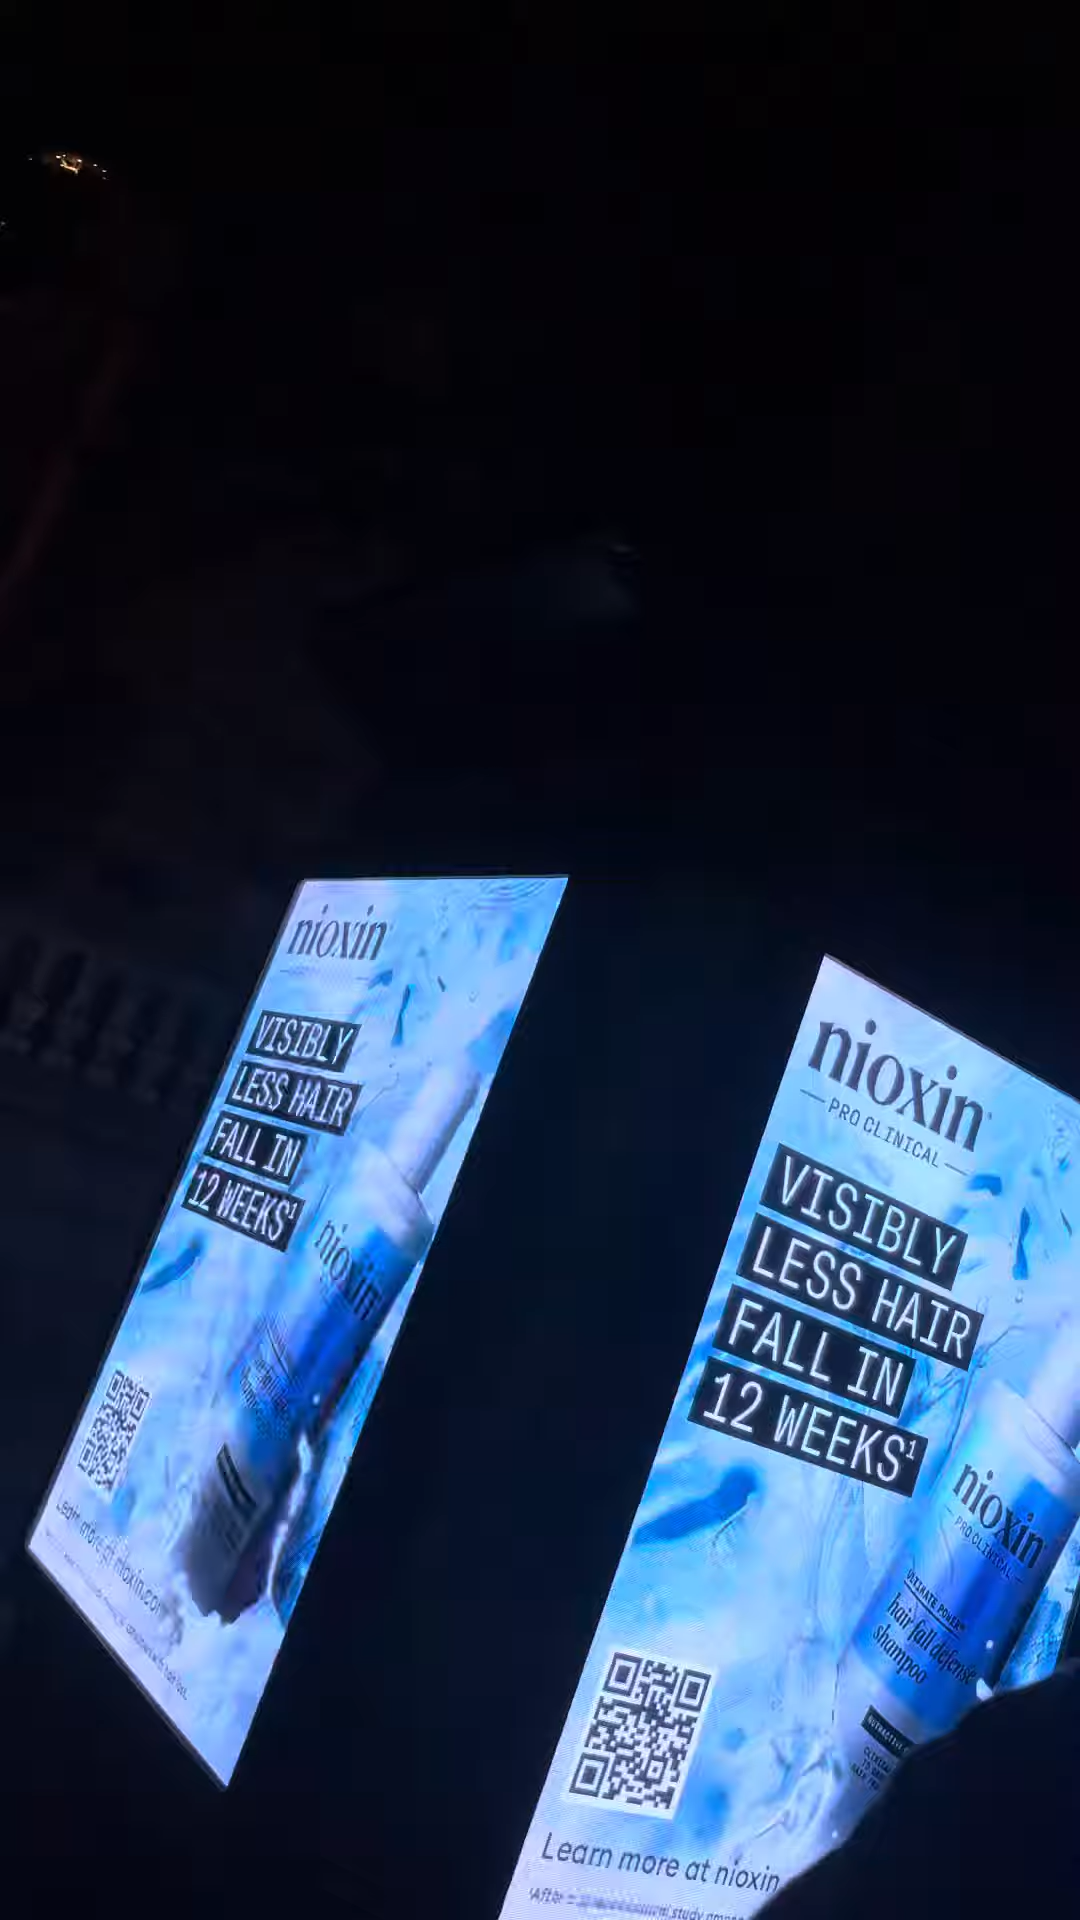 nioxin
VISIBLY
LESS HAIR
FALL IN
12 WEEKS¹
nioxin
Learn more at nioxin.com
nioxin
PRO CLINICAL
VISIBLY
LESS HAIR
FALL IN
12 WEEKS¹
nioxin
PRO CLINICAL
ULTIMATE POWER
hair fall defense
shampoo
Learn more at nioxin
study